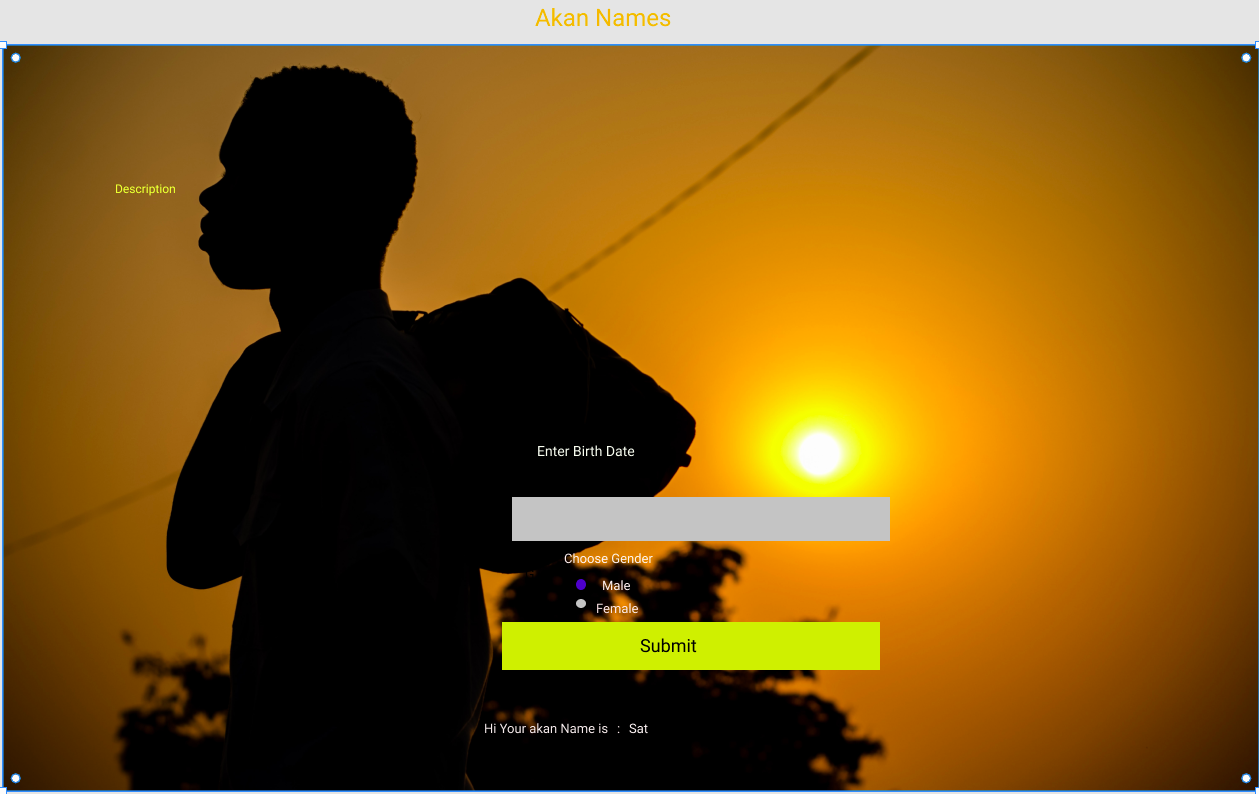 Akan Names
Description
Enter Birth Date
Choose Gender
Male
Female
Submit
Hi Your akan Name is : Sat